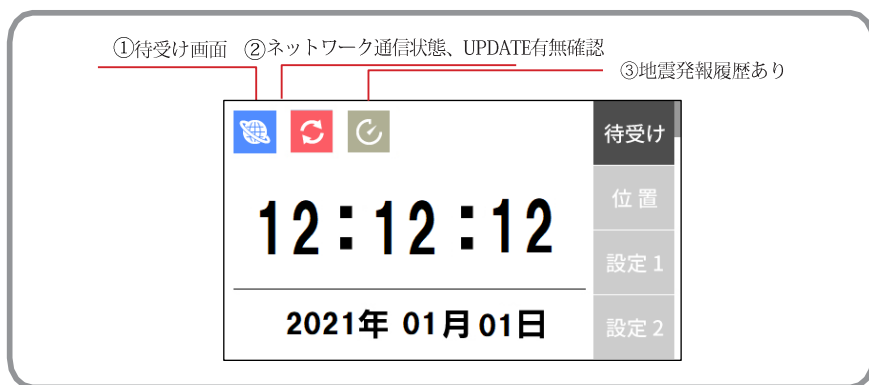 ①待受け画面 ②ネットワーク通信状態、UPDATE有無確認
③地震発報履歴あり
待受け
位置
12:12:12
設定 1
2021年 01月01日
設定 2